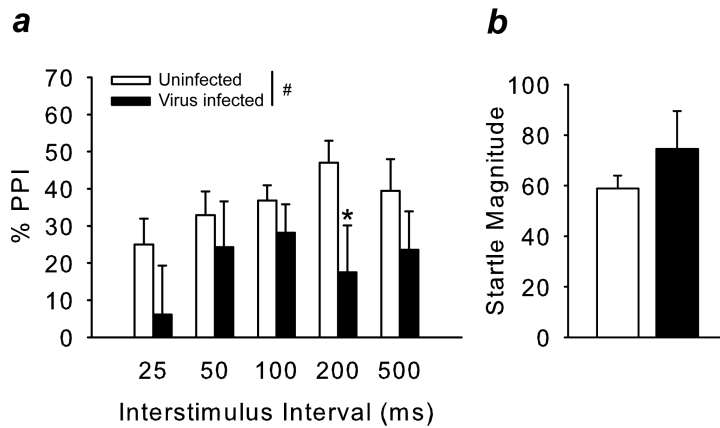 a
b
Uninfected
Virus infected
#
70
60
50
40
30
20
10
0
% PPI
*
25 50 100 200 500
Interstimulus Interval (ms)
100
80
60
40
20
0
Startle Magnitude